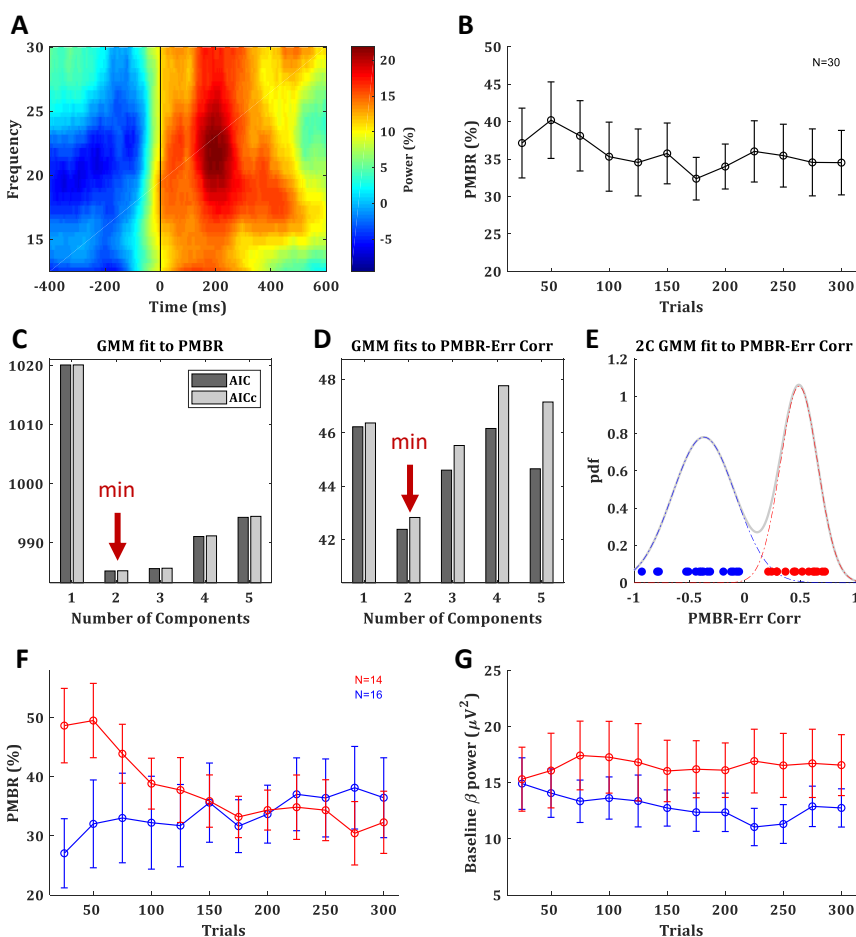 A
30
25
20
15
Frequency
-400
-200
0
200
400
600
Time (ms)
20
15
10
5
0
-5
Power (%)
B
50
45
40
35
30
25
20
PMBR(%)
N=30
50
100
150
200
250
300
Trials
C
GMM fit to PMBR
1020
1010
1000
990
AIC
AICc
min
1
2
3
4
5
Number of Components
D
GMM fits to PMBR-Err Corr
48
46
44
42
min
1
2
3
4
5
Number of Components
E
2C GMM fit to PMBR-Err Corr
1.2
1
0.8
0.6
0.4
0.2
0
pdf
-1
-0.5
0
0.5
1
PMBR-Err Corr
F
50
40
30
20
PMBR (%)
N=14
N=16
50
100
150
200
250
300
Trials
G
25
20
15
10
5
Baseline β power (μV²)
50
100
150
200
250
300
Trials